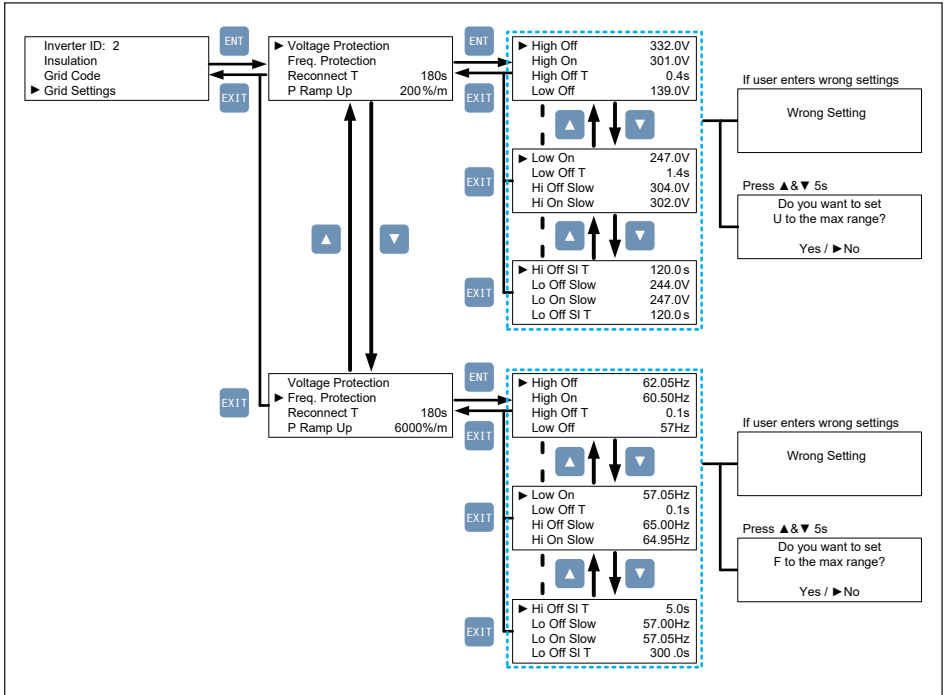 Inverter ID: 2
Insulation
Grid Code
► Grid Settings
ENT
EXIT
► Voltage Protection
Freq. Protection
Reconnect T 180s
P Ramp Up 200%/m
ENT
EXIT
► High Off 332.0V
High On 301.0V
High Off T 0.4s
Low Off 139.0V
▲ ▼
EXIT
► Low On 247.0V
Low Off T 1.4s
Hi Off Slow 304.0V
Hi On Slow 302.0V
▲ ▼
EXIT
► Hi Off Sl T 120.0s
Lo Off Slow 244.0V
Lo On Slow 247.0V
Lo Off Sl T 120.0s
If user enters wrong settings
Wrong Setting
Press ▲&▼ 5s
Do you want to set
U to the max range?
Yes / ►No
▲ ▼
EXIT
Voltage Protection
► Freq. Protection
Reconnect T 180s
P Ramp Up 6000%/m
ENT
EXIT
► High Off 62.05Hz
High On 60.50Hz
High Off T 0.1s
Low Off 57Hz
▲ ▼
EXIT
► Low On 57.05Hz
Low Off T 0.1s
Hi Off Slow 65.00Hz
Hi On Slow 64.95Hz
▲ ▼
EXIT
► Hi Off Sl T 5.0s
Lo Off Slow 57.00Hz
Lo On Slow 57.05Hz
Lo Off Sl T 300 .0s
If user enters wrong settings
Wrong Setting
Press ▲&▼ 5s
Do you want to set
F to the max range?
Yes / ►No